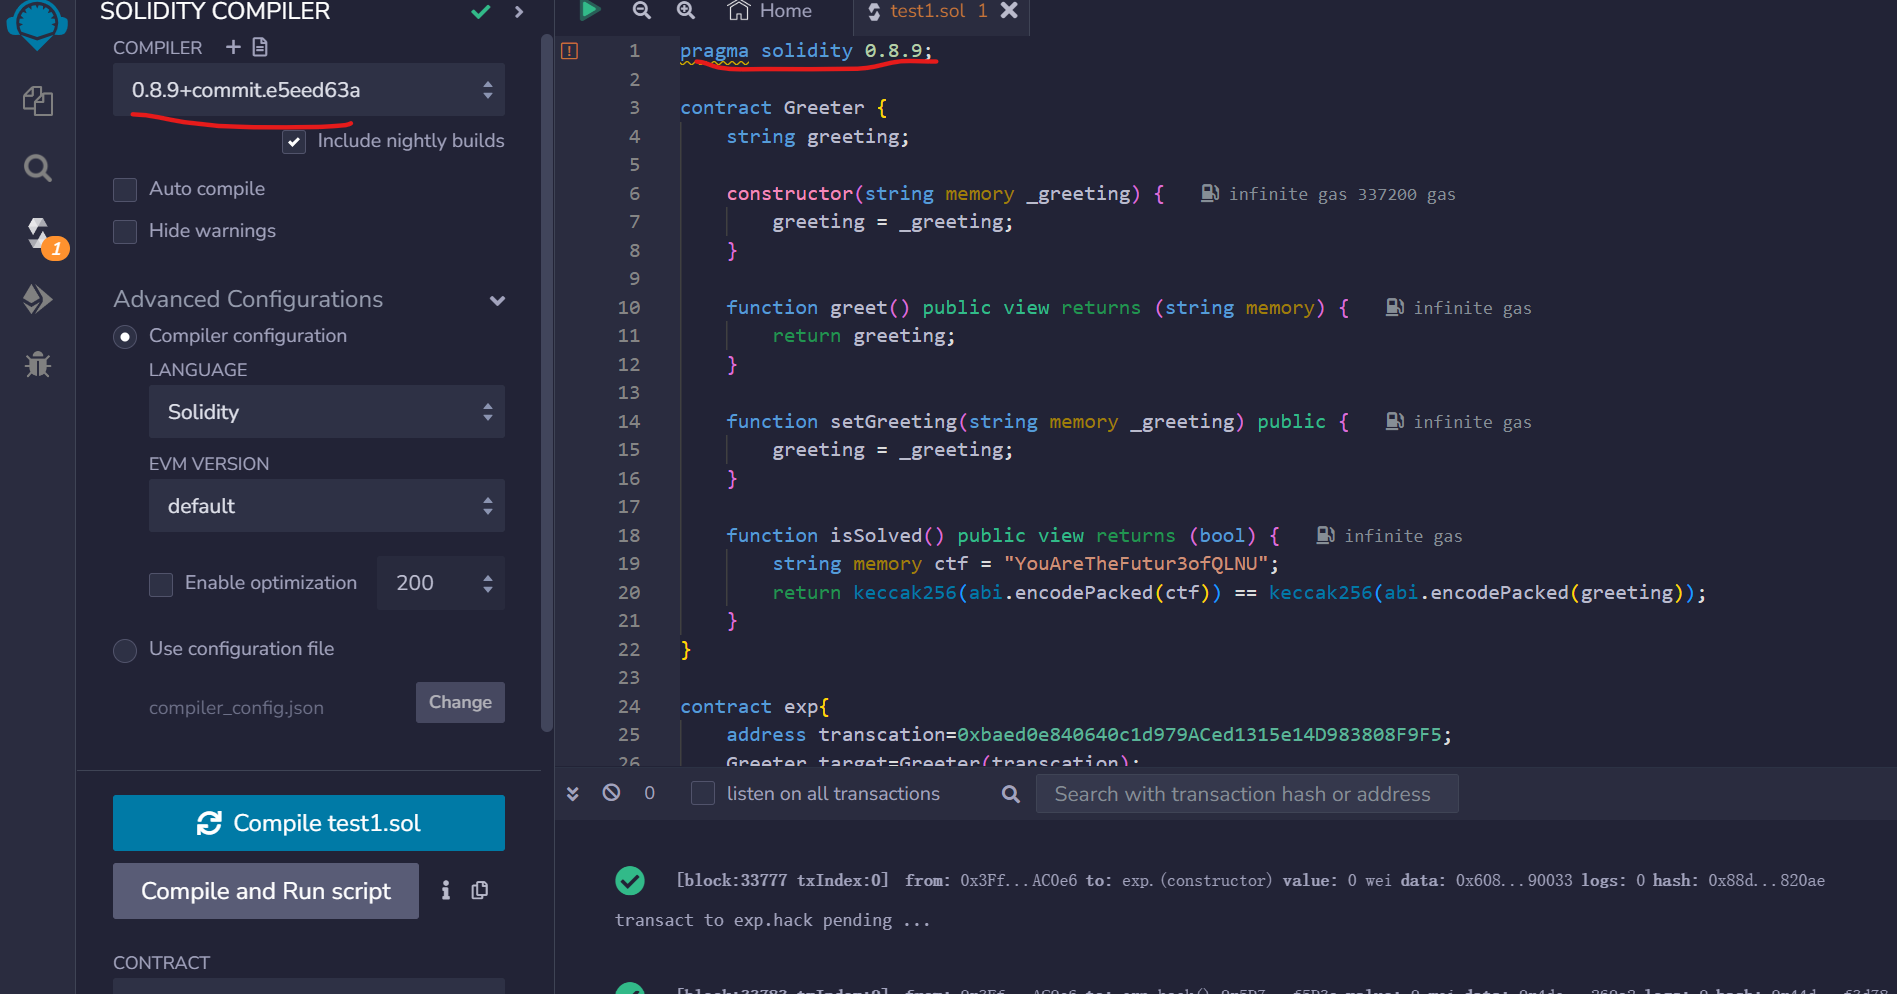 SOLIDITY COMPILER
COMPILER
0.8.9+commit.e5eed63a
Include nightly builds
Auto compile
Hide warnings
1
Advanced Configurations
Compiler configuration
LANGUAGE
Solidity
EVM VERSION
default
Enable optimization 200
Use configuration file
compiler_config.json Change
Compile test1.sol
Compile and Run script
CONTRACT
Home test1.sol 1
1 pragma solidity 0.8.9;
2
3 contract Greeter {
4 string greeting;
5
6 constructor(string memory _greeting) { infinite gas 337200 gas
7 greeting = _greeting;
8 }
9
10 function greet() public view returns (string memory) { infinite gas
11 return greeting;
12 }
13
14 function setGreeting(string memory _greeting) public { infinite gas
15 greeting = _greeting;
16 }
17
18 function isSolved() public view returns (bool) { infinite gas
19 string memory ctf = "YouAreTheFutur3ofQLNU";
20 return keccak256(abi.encodePacked(ctf)) == keccak256(abi.encodePacked(greeting));
21 }
22 }
23
24 contract exp{
25 address transcation=0xbaed0e840640c1d979ACed1315e14D983808F9F5;
26 Greeter target=Greeter(transcation);
0 listen on all transactions Search with transaction hash or address
[block:33777 txIndex:0] from: 0x3Ff...AC0e6 to: exp.(constructor) value: 0 wei data: 0x608...90033 logs: 0 hash: 0x88d...820ae
transact to exp.hack pending ...